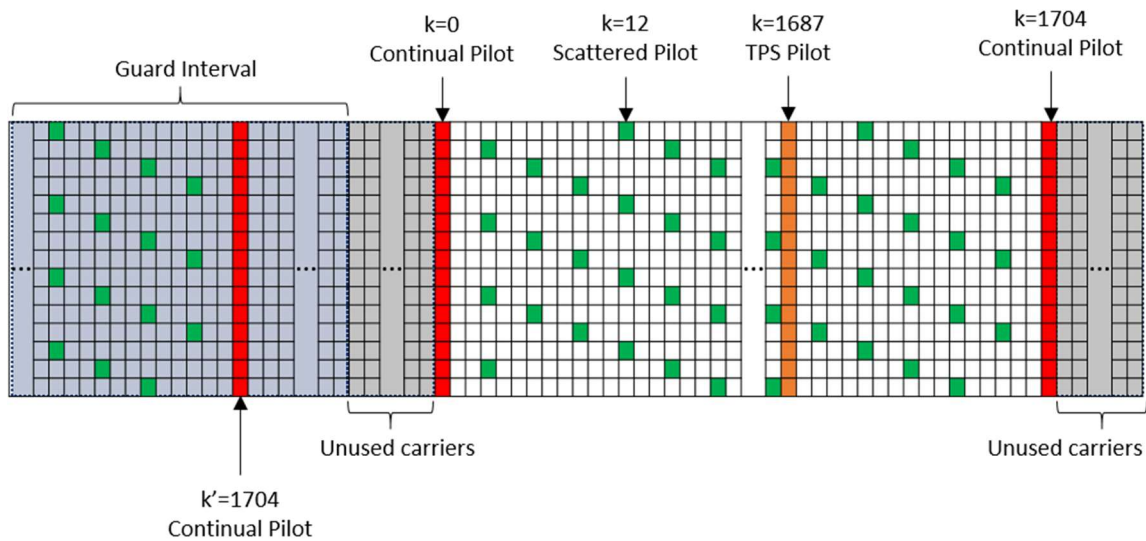 k=0
Continual Pilot
k=12
Scattered Pilot
k=1687
TPS Pilot
k=1704
Continual Pilot
Guard Interval
...
...
...
...
...
Unused carriers
Unused carriers
k’=1704
Continual Pilot